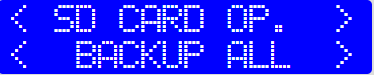 < SD CARD OP. >
< BACKUP ALL >